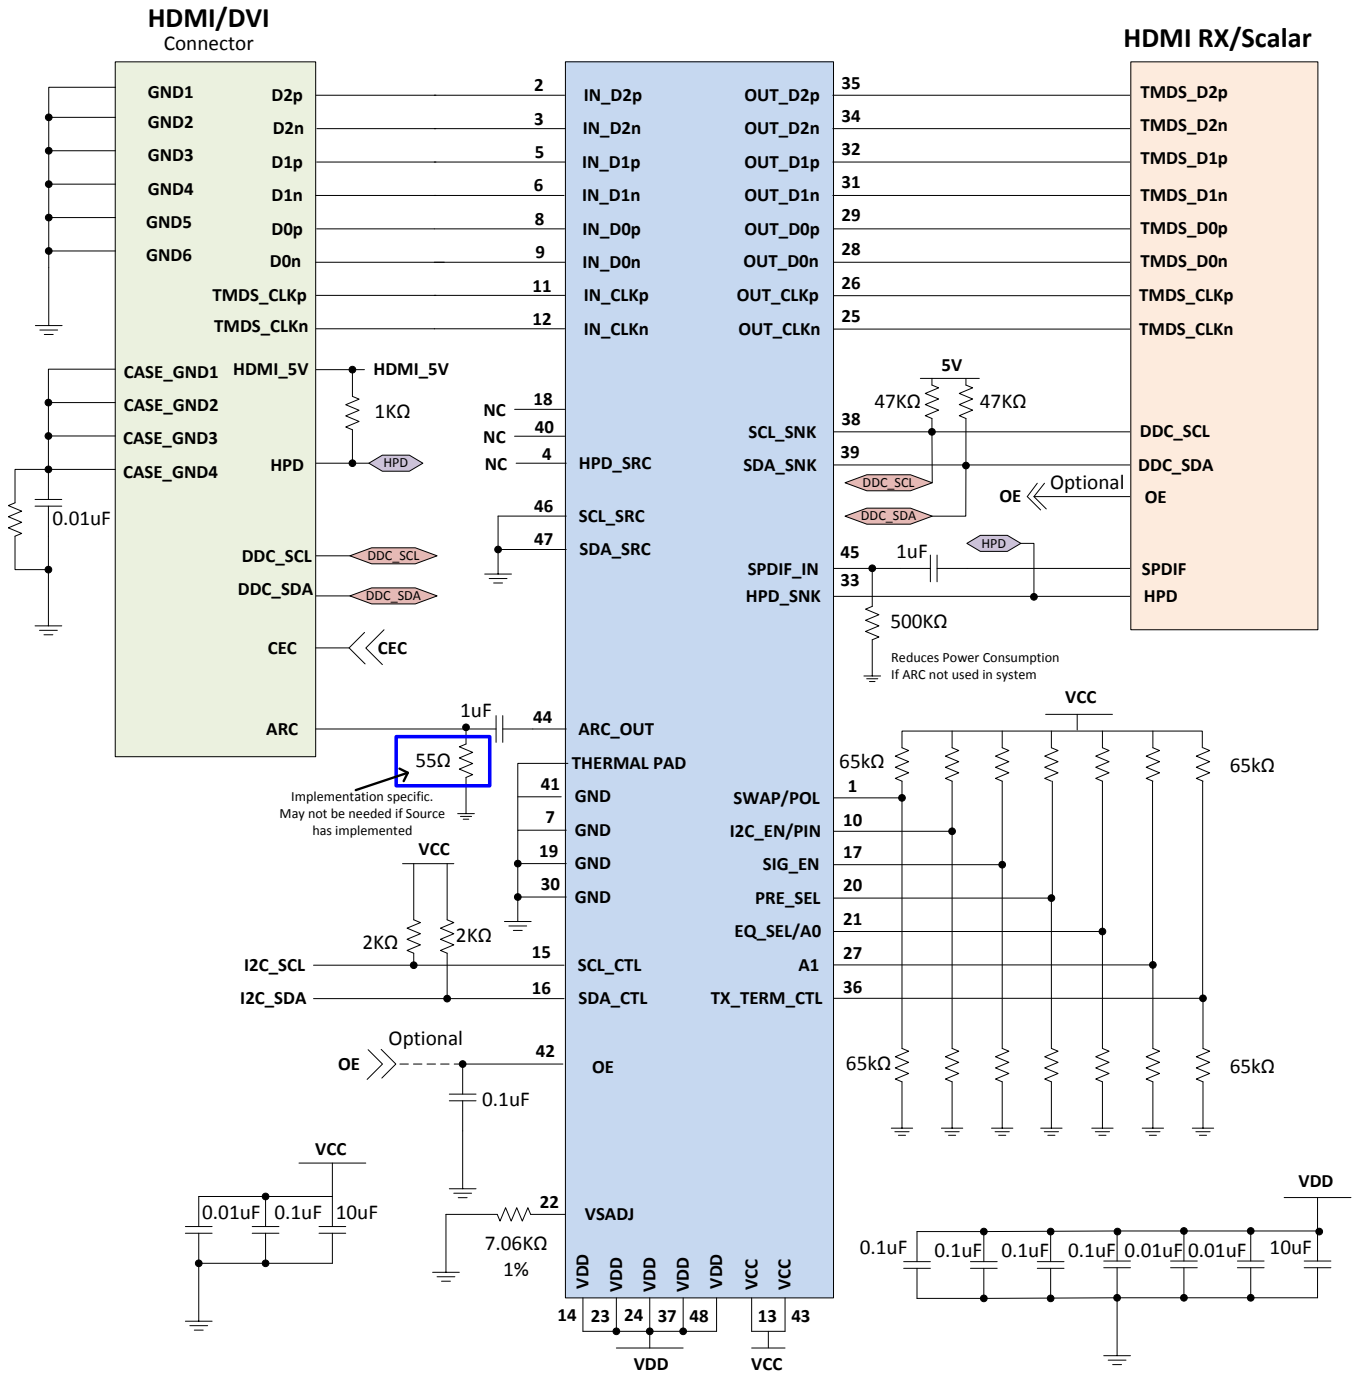 HDMI/DVI
Connector
HDMI RX/Scalar
GND1
GND2
GND3
GND4
GND5
GND6
CASE_GND1
CASE_GND2
CASE_GND3
CASE_GND4
0.01uF
D2p
D2n
D1p
D1n
D0p
D0n
TMDS_CLKp
TMDS_CLKn
HDMI_5V
HDMI_5V
1KΩ
HPD
HPD
DDC_SCL
DDC_SCL
DDC_SDA
DDC_SDA
CEC
CEC
ARC
1uF
55Ω
Implementation specific.
May not be needed if Source
has implemented
VCC
2KΩ
2KΩ
I2C_SCL
I2C_SDA
Optional
OE
0.1uF
VCC
0.01uF
0.1uF
10uF
7.06KΩ
1%
2
IN_D2p
3
IN_D2n
5
IN_D1p
6
IN_D1n
8
IN_D0p
9
IN_D0n
11
IN_CLKp
12
IN_CLKn
NC
18
NC
40
NC
4
HPD_SRC
46
SCL_SRC
47
SDA_SRC
44
ARC_OUT
THERMAL PAD
41
GND
7
GND
19
GND
30
GND
15
SCL_CTL
16
SDA_CTL
42
OE
22
VSADJ
VDD
VDD
VDD
VDD
VDD
VCC
VCC
14
23
24
37
48
13
43
VDD
VCC
OUT_D2p
35
OUT_D2n
34
OUT_D1p
32
OUT_D1n
31
OUT_D0p
29
OUT_D0n
28
OUT_CLKp
26
OUT_CLKn
25
SCL_SNK
38
SDA_SNK
39
SPDIF_IN
45
HPD_SNK
33
SWAP/POL
1
I2C_EN/PIN
10
SIG_EN
17
PRE_SEL
20
EQ_SEL/A0
21
A1
27
TX_TERM_CTL
36
5V
47KΩ
47KΩ
DDC_SCL
DDC_SDA
OE
Optional
HPD
1uF
500KΩ
Reduces Power Consumption
If ARC not used in system
VCC
65kΩ
65kΩ
65kΩ
65kΩ
TMDS_D2p
TMDS_D2n
TMDS_D1p
TMDS_D1n
TMDS_D0p
TMDS_D0n
TMDS_CLKp
TMDS_CLKn
DDC_SCL
DDC_SDA
OE
SPDIF
HPD
VDD
0.1uF
0.1uF
0.1uF
0.1uF
0.01uF
0.01uF
10uF